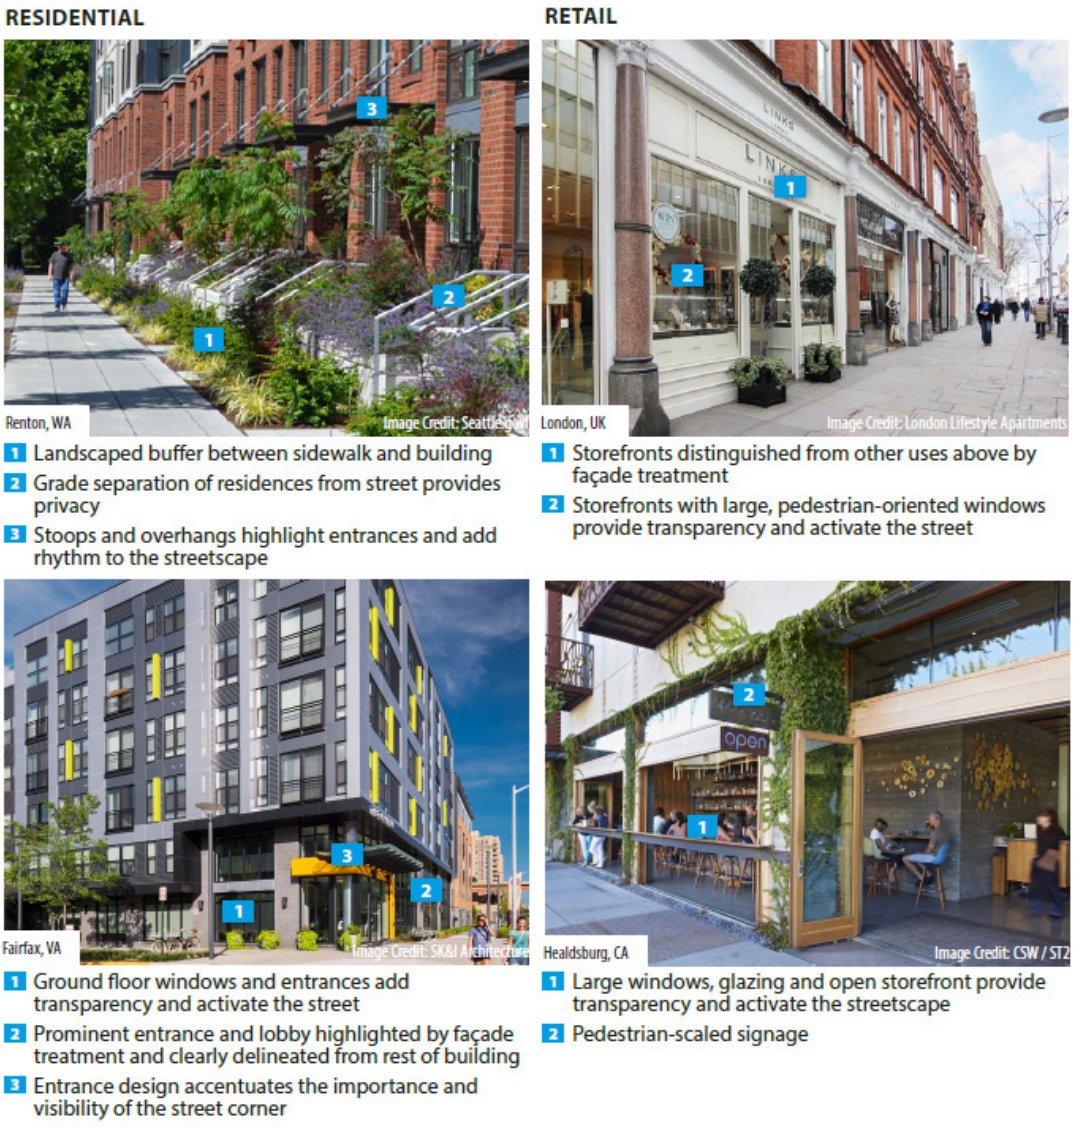 RESIDENTIAL
3
2
1
Renton, WA
Image Credit: Seattle.gov
1 Landscaped buffer between sidewalk and building
2 Grade separation of residences from street provides
privacy
3 Stoops and overhangs highlight entrances and add
rhythm to the streetscape
RETAIL
LINKS
LINKS
1
2
London, UK
Image Credit: London Lifestyle Apartments
1 Storefronts distinguished from other uses above by
façade treatment
2 Storefronts with large, pedestrian-oriented windows
provide transparency and activate the street
3
2
1
Fairfax, VA
Image Credit: SK&I Architecture
1 Ground floor windows and entrances add
transparency and activate the street
2 Prominent entrance and lobby highlighted by façade
treatment and clearly delineated from rest of building
3 Entrance design accentuates the importance and
visibility of the street corner
2
open
1
Healdsburg, CA
Image Credit: CSW / ST2
1 Large windows, glazing and open storefront provide
transparency and activate the streetscape
2 Pedestrian-scaled signage